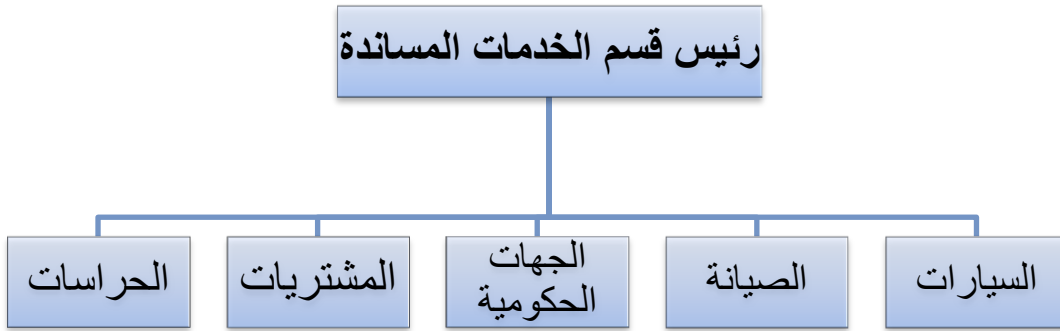 رئيس قسم الخدمات المساندة
السيارات
الصيانة
الجهات
الحكومية
المشتريات
الحراسات